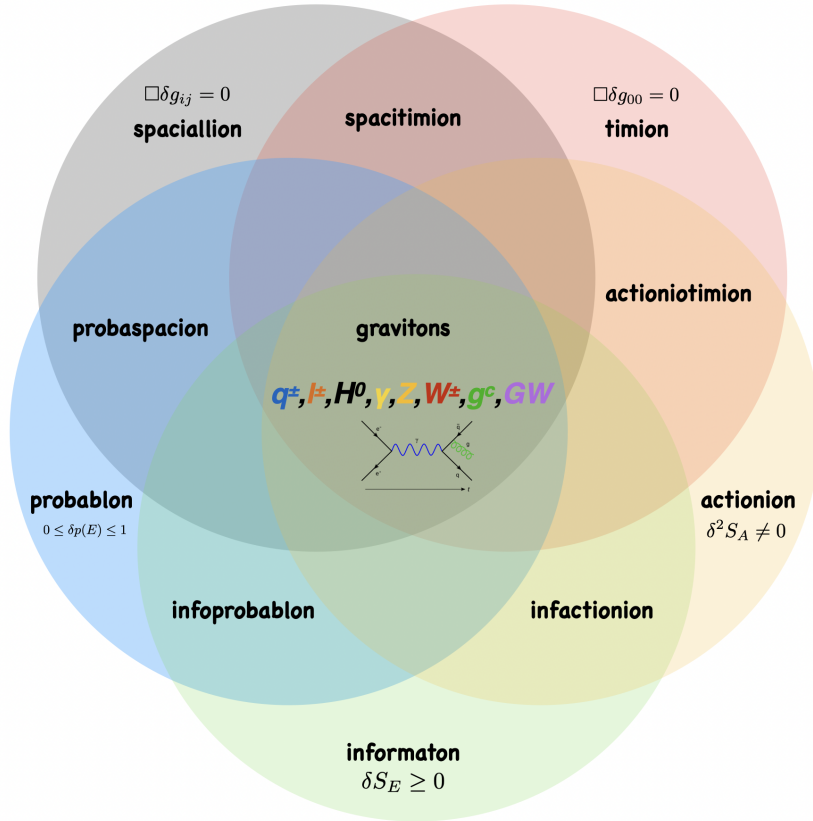 □δg_{ij} = 0
spaciallion
spacitimion
□δg_{00} = 0
timion
probaspacion
gravitons
actioniotimion
q±,l±,H⁰,γ,Z,W±,gᶜ,GW
probablon
0 ≤ δp(E) ≤ 1
actionion
δ²S_A ≠ 0
infoprobablon
infactionion
informaton
δS_E ≥ 0